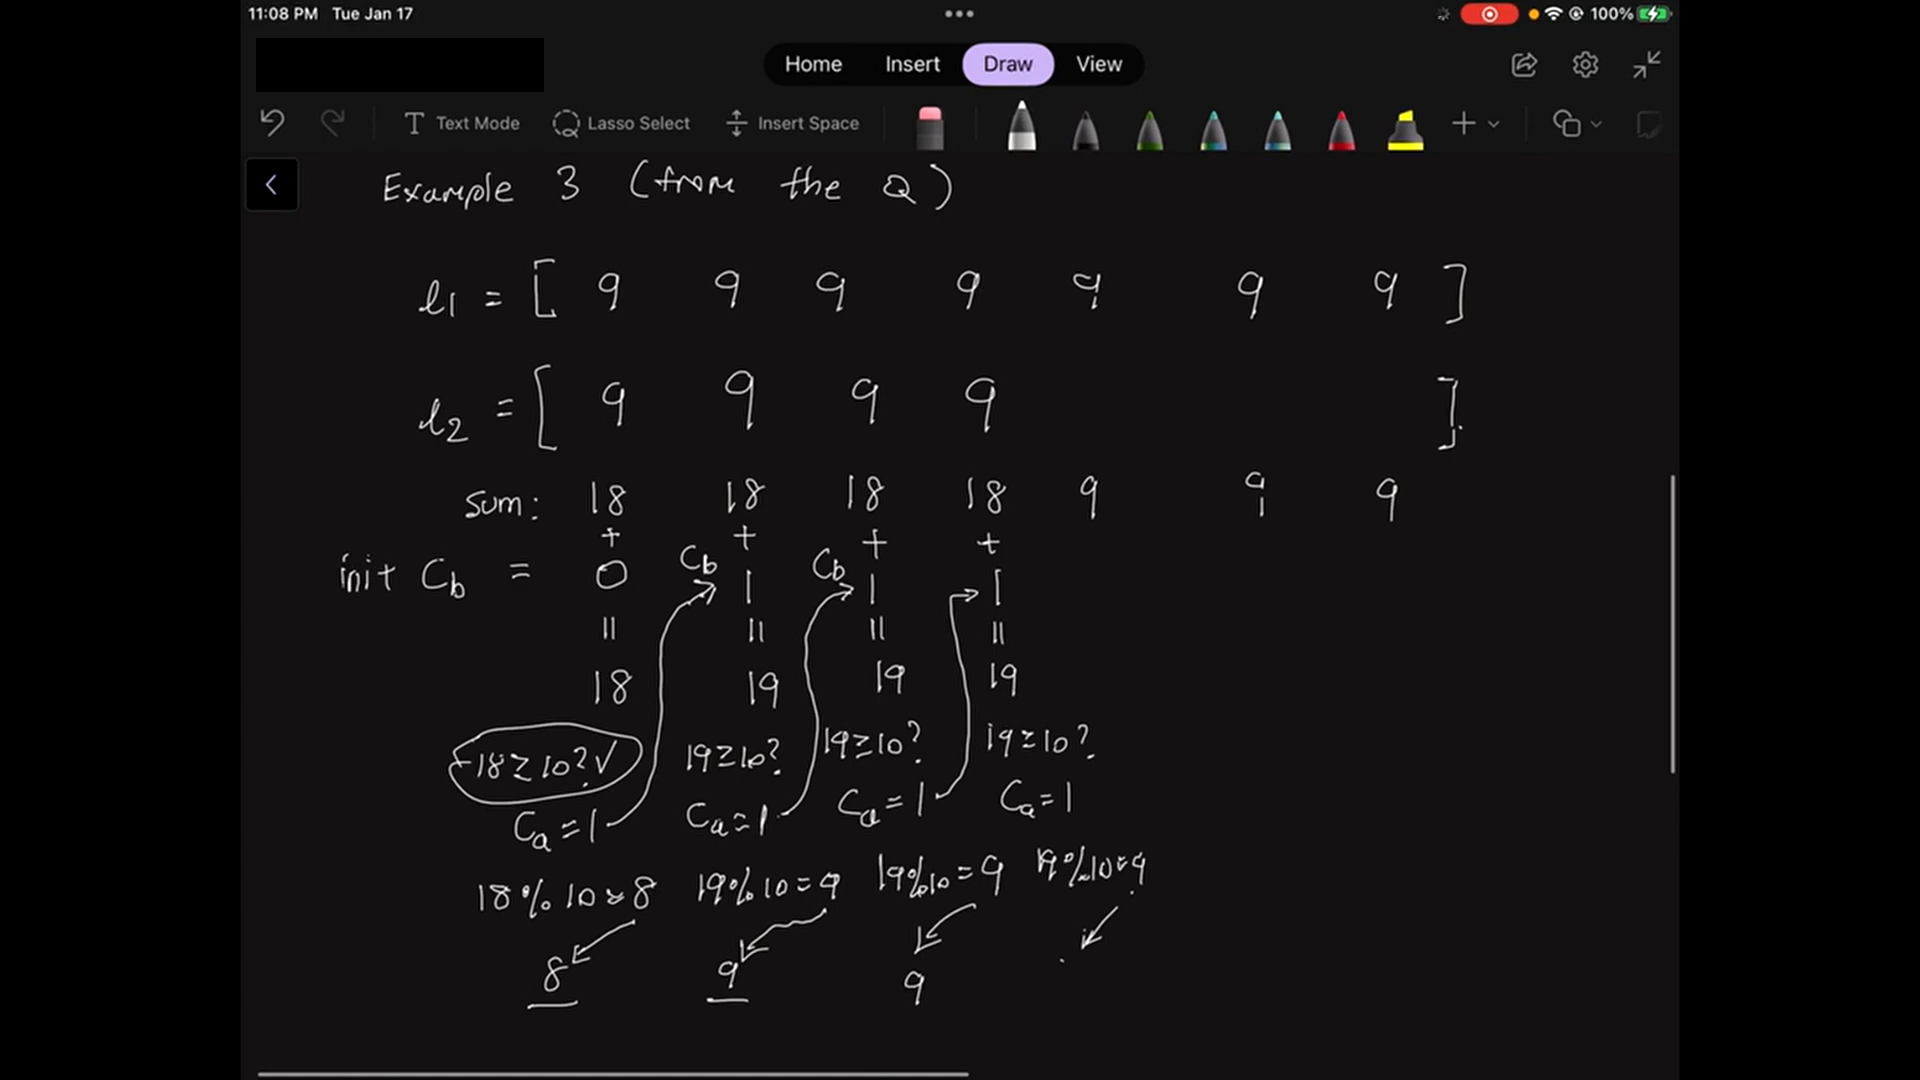 11:08 PM Tue Jan 17
100%
Home Insert Draw View
Text Mode Lasso Select Insert Space
Example 3 (from the Q)
l1 = [ 9 9 9 9 9 9 9 ]
l2 = [ 9 9 9 9 ]
sum: 18 18 18 18 9 9 9
+ + + +
init Cb = 0 Cb 1 Cb 1 1
= = = =
18 19 19 19
18 ≥ 10? ✓ 19 ≥ 10? 19 ≥ 10? 19 ≥ 10?
Ca = 1 Ca = 1 Ca = 1 Ca = 1
18 % 10 = 8 19 % 10 = 9 19 % 10 = 9 19 % 10 = 9
8 9 9